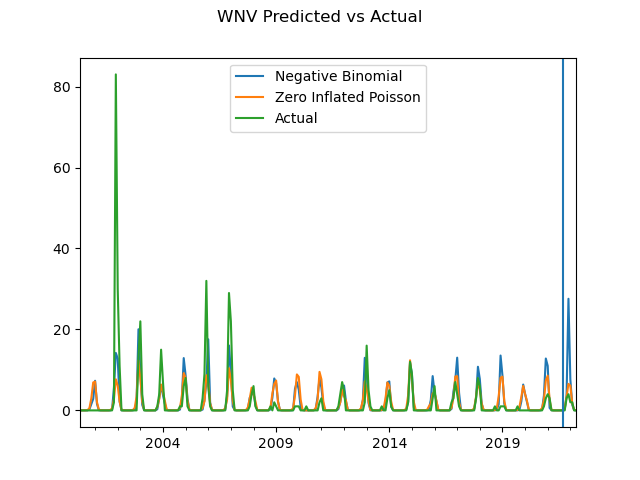 WNV Predicted vs Actual
Negative Binomial
Zero Inflated Poisson
Actual
80
60
40
20
0
2004 2009 2014 2019